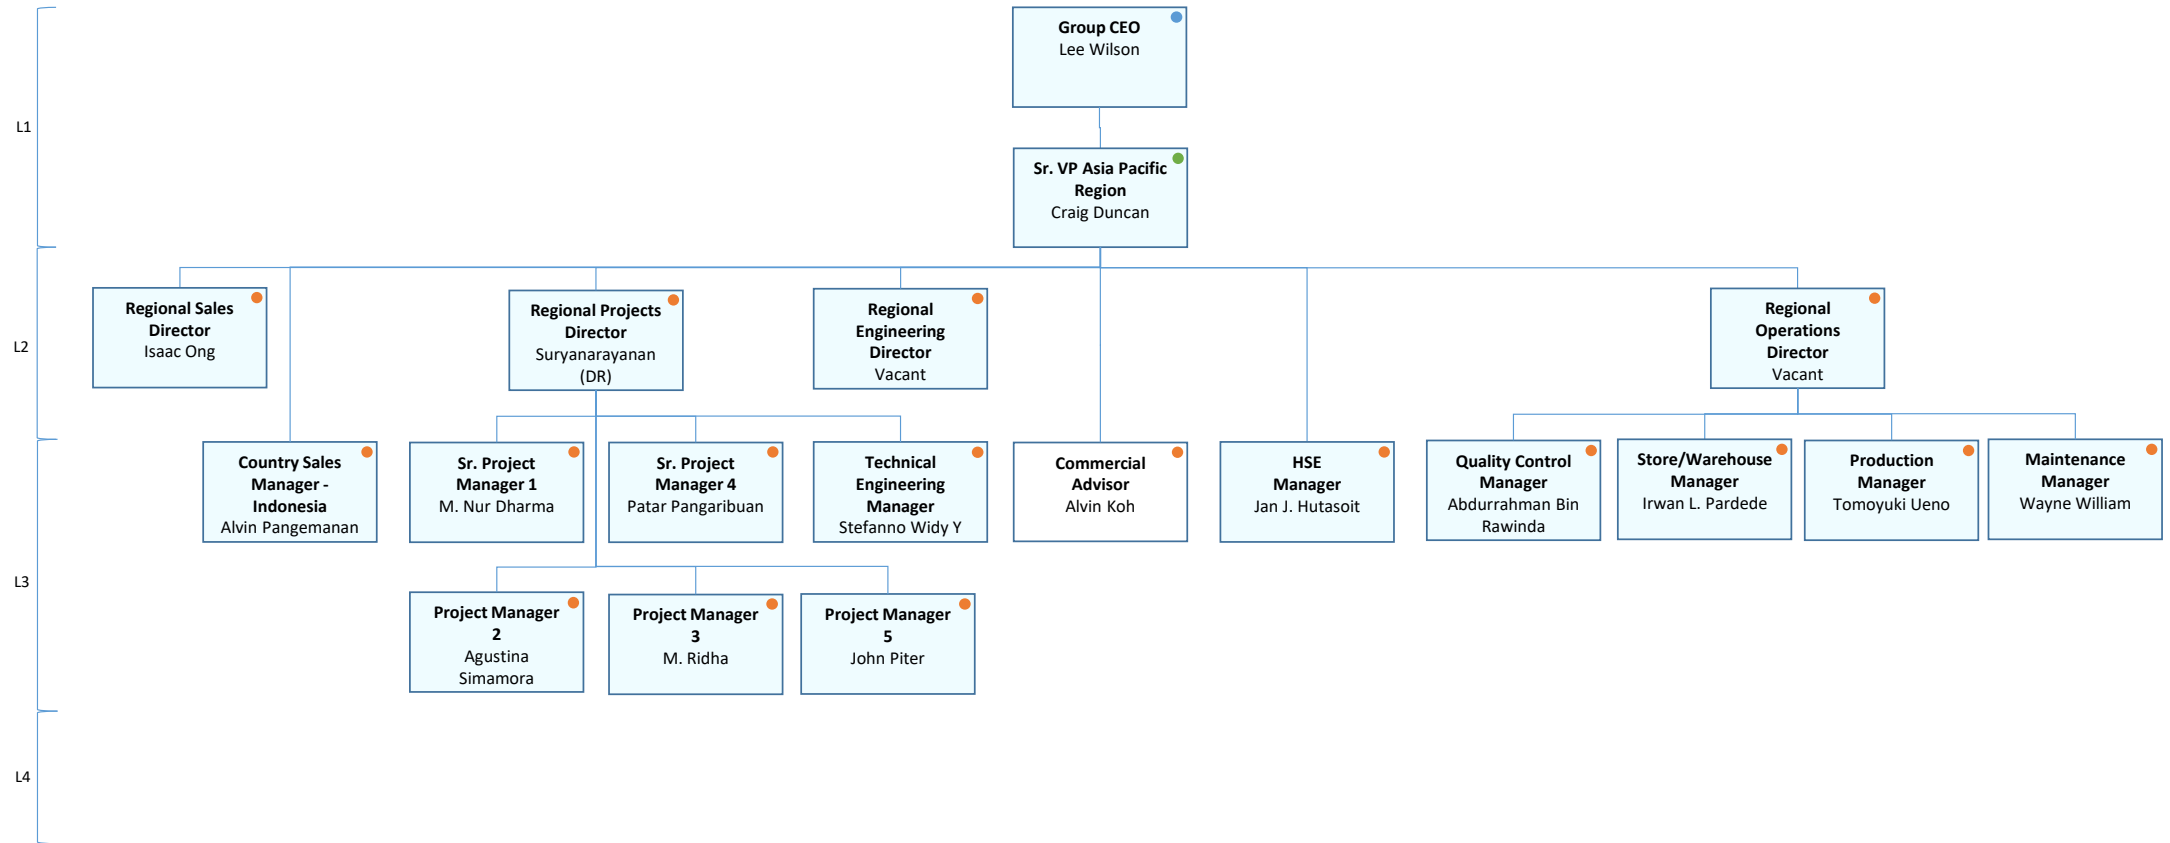 Group CEO
Lee Wilson
L1
Sr. VP Asia Pacific
Region
Craig Duncan
L2
Regional Sales
Director
Isaac Ong
Regional Projects
Director
Suryanarayanan
(DR)
Regional
Engineering
Director
Vacant
Regional
Operations
Director
Vacant
Country Sales
Manager -
Indonesia
Alvin Pangemanan
Sr. Project
Manager 1
M. Nur Dharma
Sr. Project
Manager 4
Patar Pangaribuan
Technical
Engineering
Manager
Stefanno Widy Y
Commercial
Advisor
Alvin Koh
HSE
Manager
Jan J. Hutasoit
Quality Control
Manager
Abdurrahman Bin
Rawinda
Store/Warehouse
Manager
Irwan L. Pardede
Production
Manager
Tomoyuki Ueno
Maintenance
Manager
Wayne William
L3
Project Manager
2
Agustina
Simamora
Project Manager
3
M. Ridha
Project Manager
5
John Piter
L4